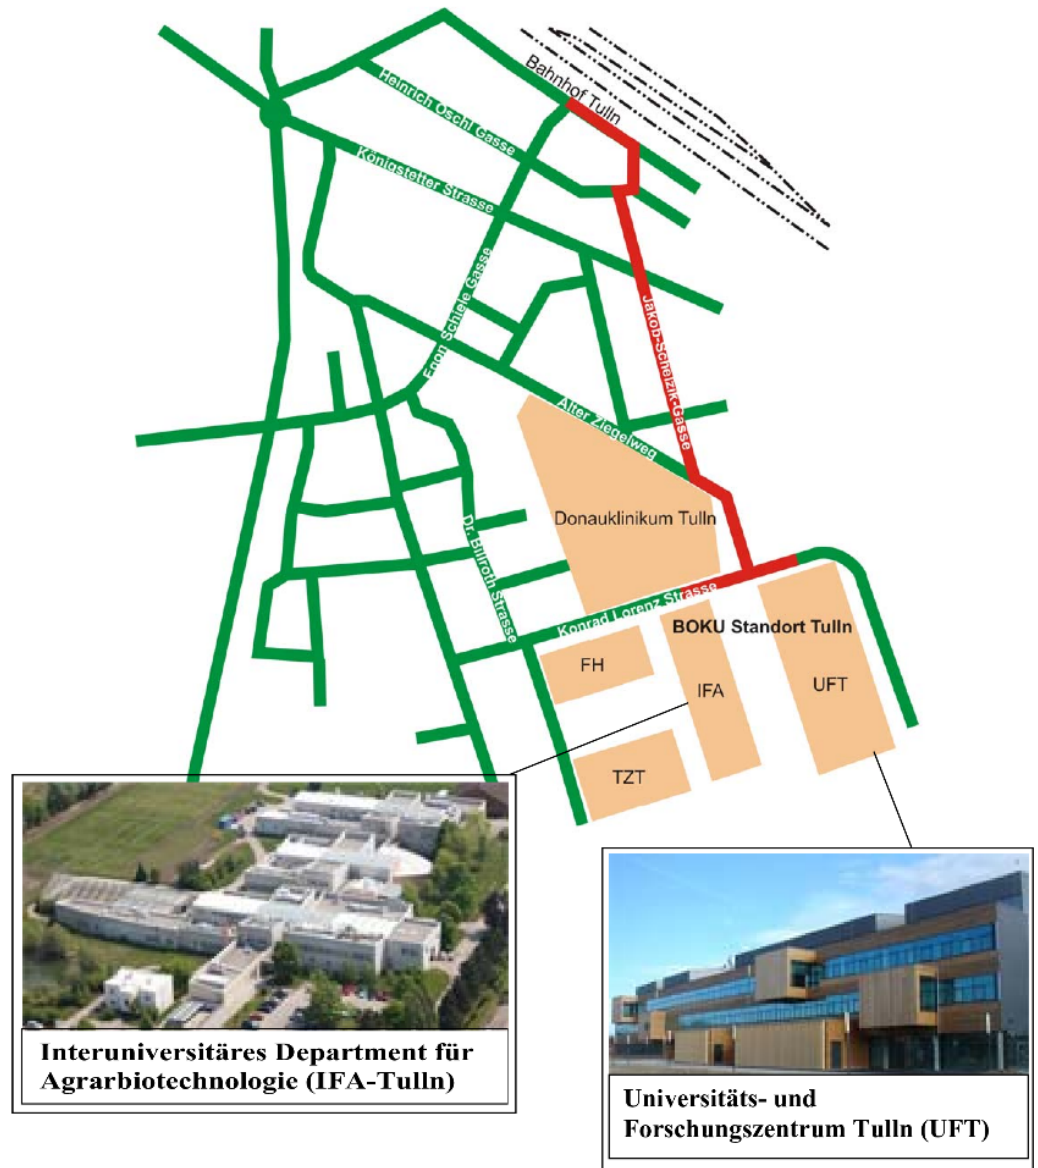 Bahnhof Tulln
Heinrich Öschl Gasse
Königstetter Strasse
Egon Schiele Gasse
Jakob-Schelzik-Gasse
Alter Ziegelweg
Donauklinikum Tulln
Dr. Billroth Strasse
Konrad Lorenz Strasse
BOKU Standort Tulln
FH
IFA
UFT
TZT
Interuniversitäres Department für
Agrarbiotechnologie (IFA-Tulln)
Universitäts- und
Forschungszentrum Tulln (UFT)